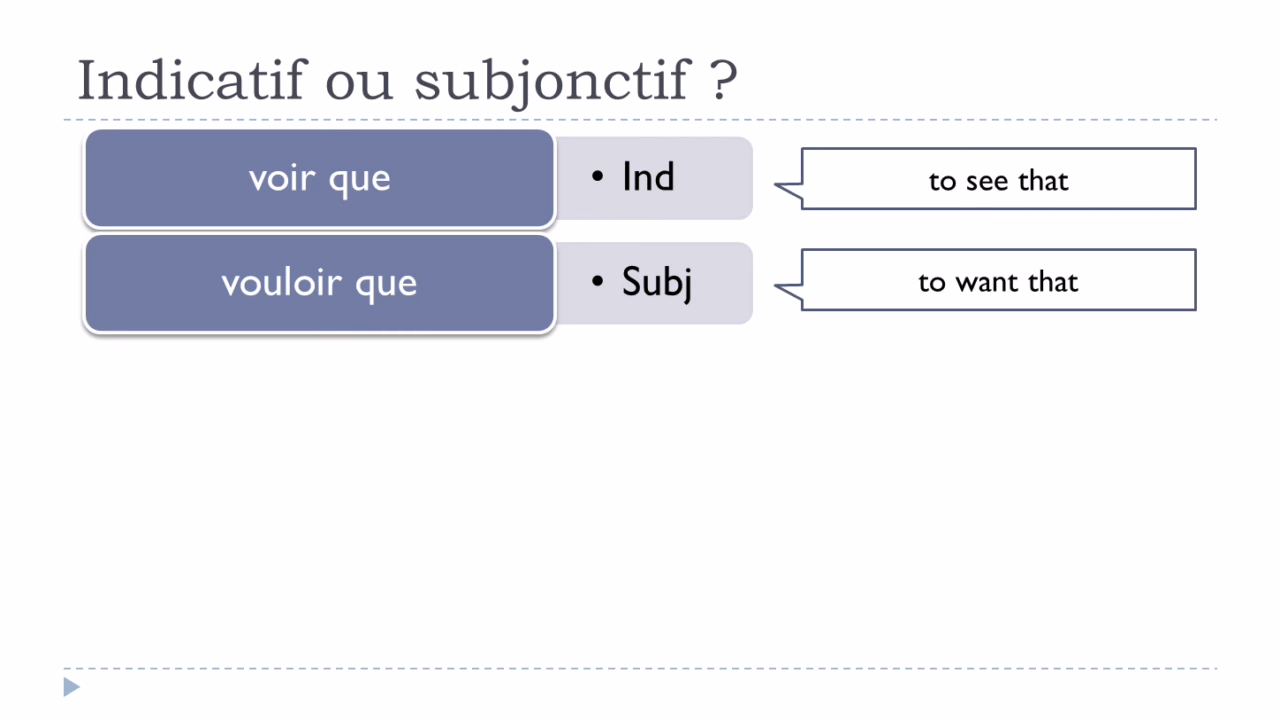 Indicatif ou subjonctif ?
voir que
• Ind
to see that
vouloir que
• Subj
to want that